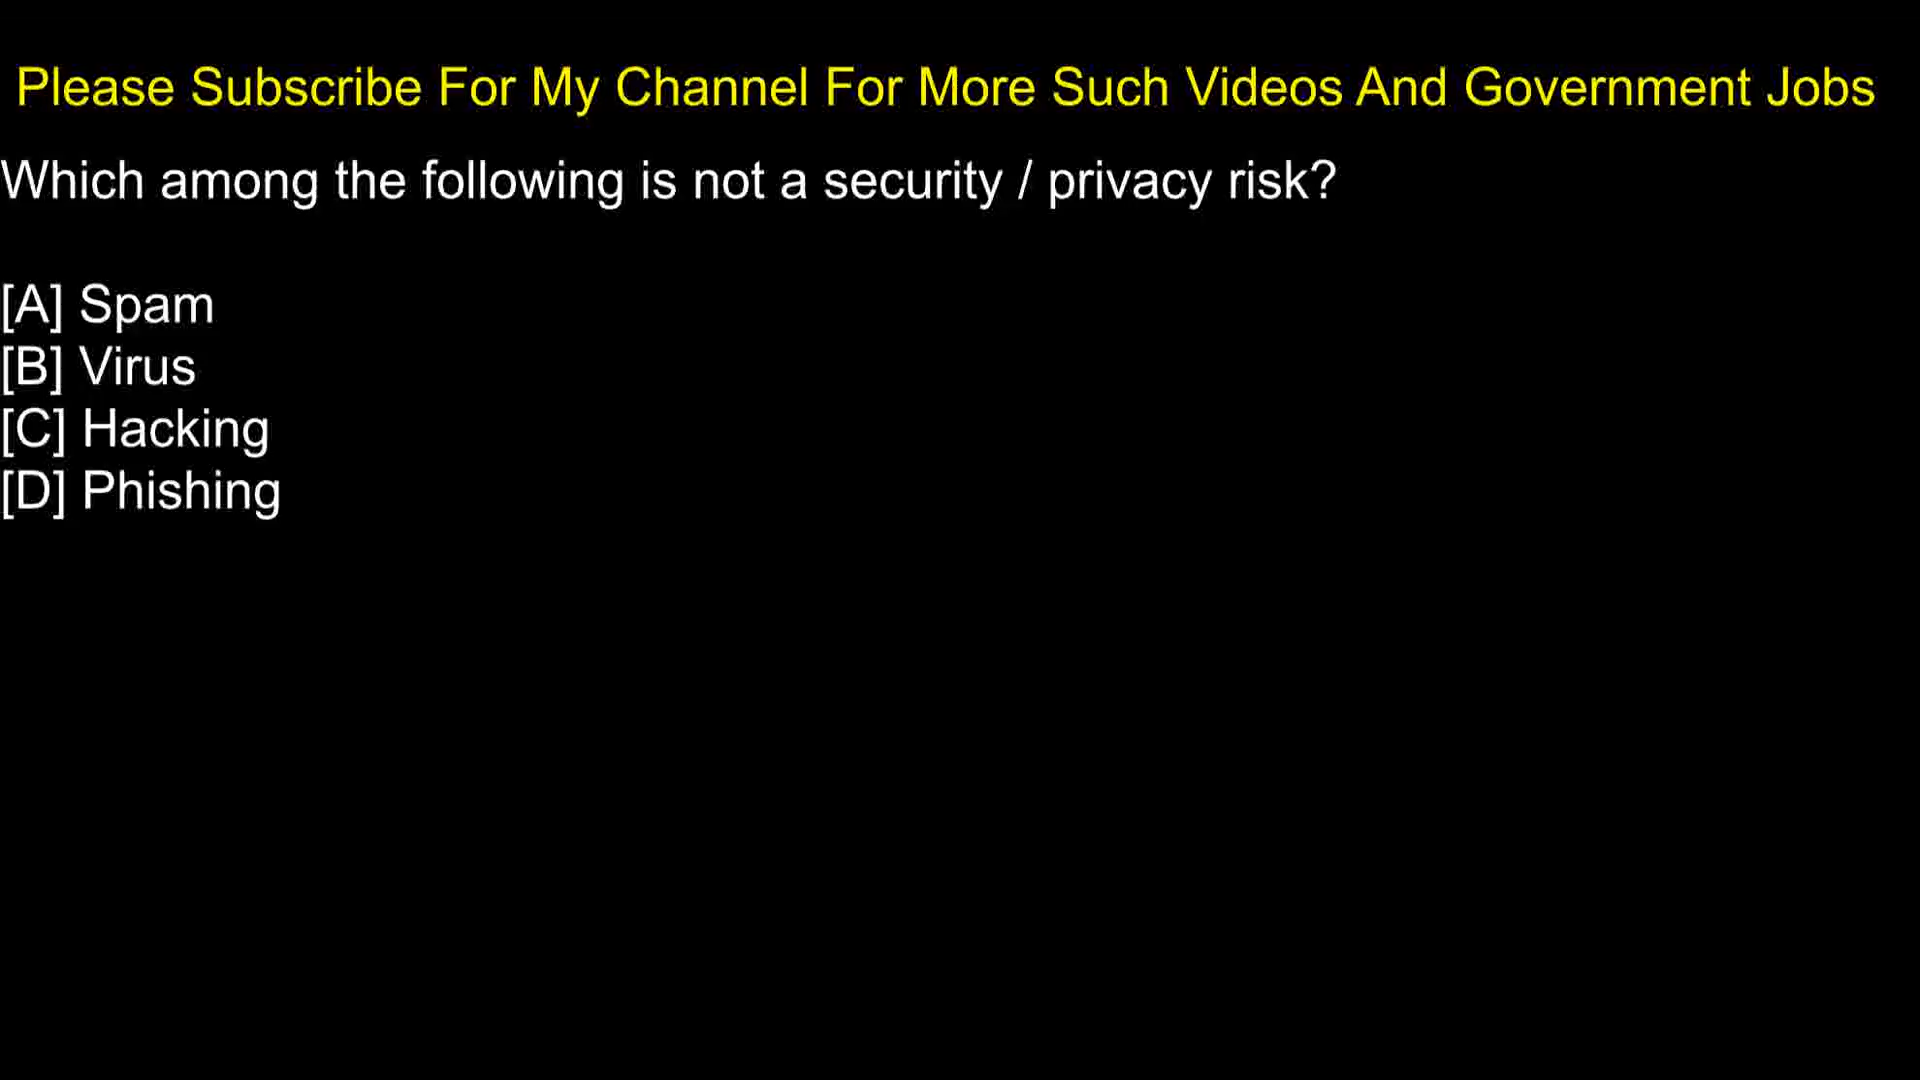 Please Subscribe For My Channel For More Such Videos And Government Jobs
Which among the following is not a security / privacy risk?
[A] Spam
[B] Virus
[C] Hacking
[D] Phishing